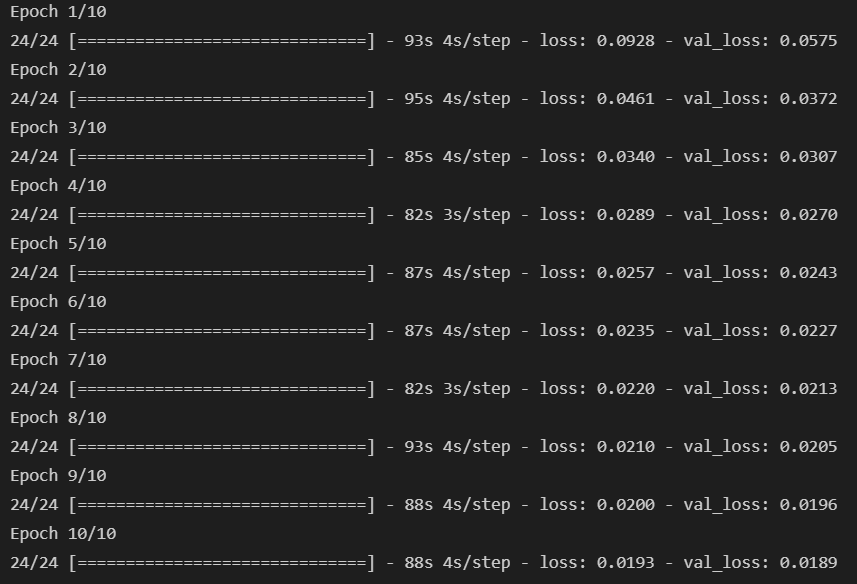 Epoch 1/10
24/24 [==============================] - 93s 4s/step - loss: 0.0928 - val_loss: 0.0575
Epoch 2/10
24/24 [==============================] - 95s 4s/step - loss: 0.0461 - val_loss: 0.0372
Epoch 3/10
24/24 [==============================] - 85s 4s/step - loss: 0.0340 - val_loss: 0.0307
Epoch 4/10
24/24 [==============================] - 82s 3s/step - loss: 0.0289 - val_loss: 0.0270
Epoch 5/10
24/24 [==============================] - 87s 4s/step - loss: 0.0257 - val_loss: 0.0243
Epoch 6/10
24/24 [==============================] - 87s 4s/step - loss: 0.0235 - val_loss: 0.0227
Epoch 7/10
24/24 [==============================] - 82s 3s/step - loss: 0.0220 - val_loss: 0.0213
Epoch 8/10
24/24 [==============================] - 93s 4s/step - loss: 0.0210 - val_loss: 0.0205
Epoch 9/10
24/24 [==============================] - 88s 4s/step - loss: 0.0200 - val_loss: 0.0196
Epoch 10/10
24/24 [==============================] - 88s 4s/step - loss: 0.0193 - val_loss: 0.0189